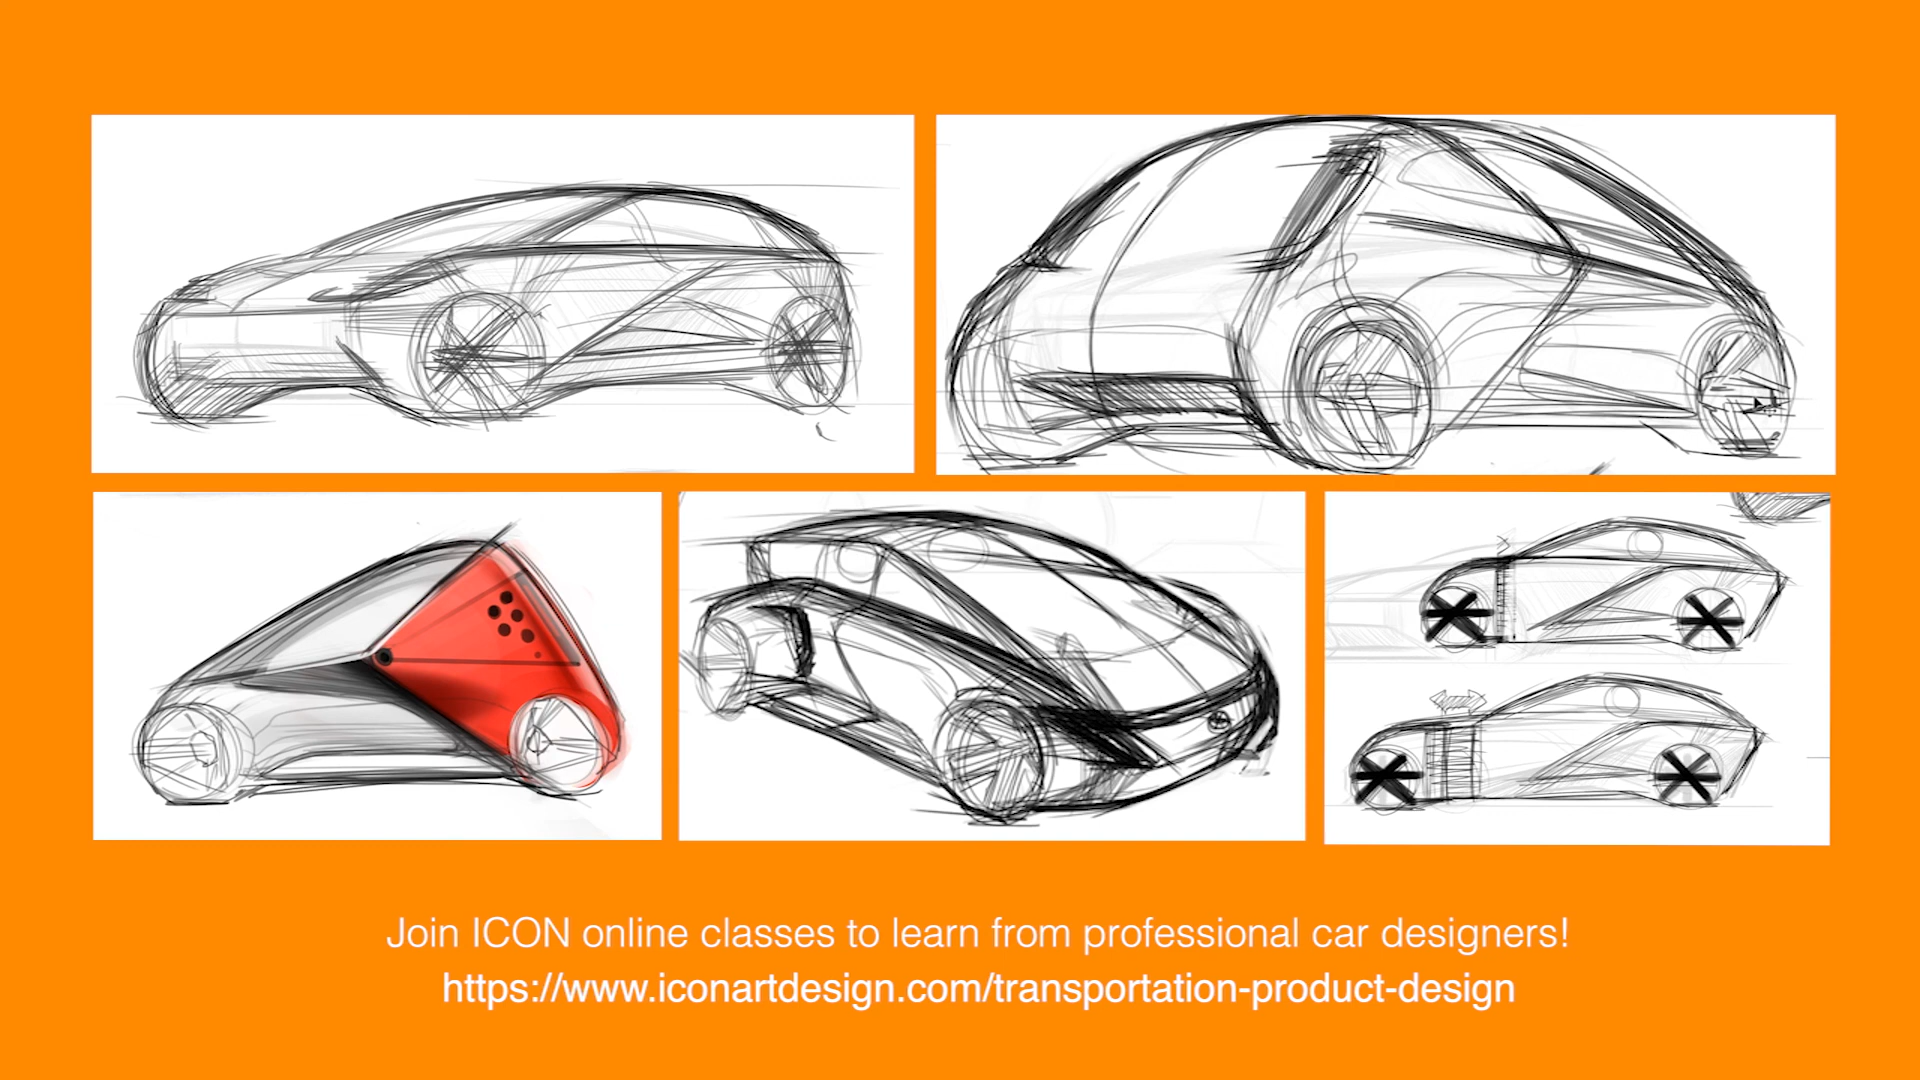 Join ICON online classes to learn from professional car designers!
https://www.iconartdesign.com/transportation-product-design